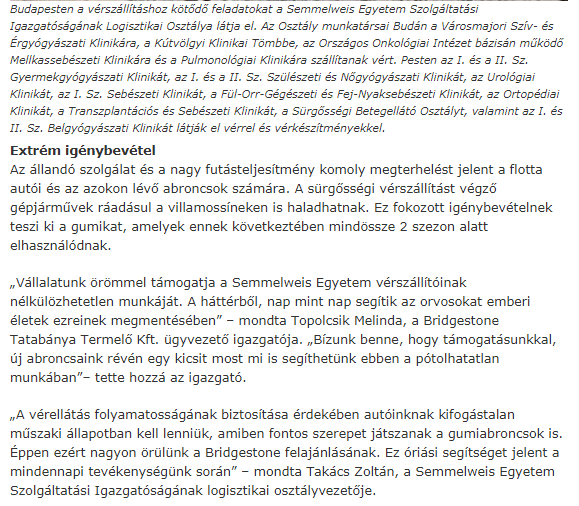 Budapesten a vérszállításhoz kötődő feladatokat a Semmelweis Egyetem Szolgáltatási
Igazgatóságának Logisztikai Osztálya látja el. Az Osztály munkatársai Budán a Városmajori Szív- és
Érgyógyászati Klinikára, a Kútvölgyi Klinikai Tömbbe, az Országos Onkológiai Intézet bázisán működő
Mellkassebészeti Klinikára és a Pulmonológiai Klinikára szállítanak vért. Pesten az I. és a II. Sz.
Gyermekgyógyászati Klinikát, az I. és a II. Sz. Szülészeti és Nőgyógyászati Klinikát, az Urológiai
Klinikát, az I. Sz. Sebészeti Klinikát, a Fül-Orr-Gégészeti és Fej-Nyaksebészeti Klinikát, az Ortopédiai
Klinikát, a Transzplantációs és Sebészeti Klinikát, a Sürgősségi Betegellátó Osztályt, valamint az I. és
II. Sz. Belgyógyászati Klinikát látják el vérrel és vérkészítményekkel.
Extrém igénybevétel
Az állandó szolgálat és a nagy futásteljesítmény komoly megterhelést jelent a flotta
autói és az azokon lévő abroncsok számára. A sürgősségi vérszállítást végző
gépjárművek ráadásul a villamossíneken is haladhatnak. Ez fokozott igénybevételnek
teszi ki a gumikat, amelyek ennek következtében mindössze 2 szezon alatt
elhasználódnak.
„Vállalatunk örömmel támogatja a Semmelweis Egyetem vérszállítóinak
nélkülözhetetlen munkáját. A háttérből, nap mint nap segítik az orvosokat emberi
életek ezreinek megmentésében” – mondta Topolcsik Melinda, a Bridgestone
Tatabánya Termelő Kft. ügyvezető igazgatója. „Bízunk benne, hogy támogatásunkkal,
új abroncsaink révén egy kicsit most mi is segíthetünk ebben a pótolhatatlan
munkában”– tette hozzá az igazgató.
„A vérellátás folyamatosságának biztosítása érdekében autóinknak kifogástalan
műszaki állapotban kell lenniük, amiben fontos szerepet játszanak a gumiabroncsok is.
Éppen ezért nagyon örülünk a Bridgestone felajánlásának. Ez óriási segítséget jelent a
mindennapi tevékenységünk során” – mondta Takács Zoltán, a Semmelweis Egyetem
Szolgáltatási Igazgatóságának logisztikai osztályvezetője.